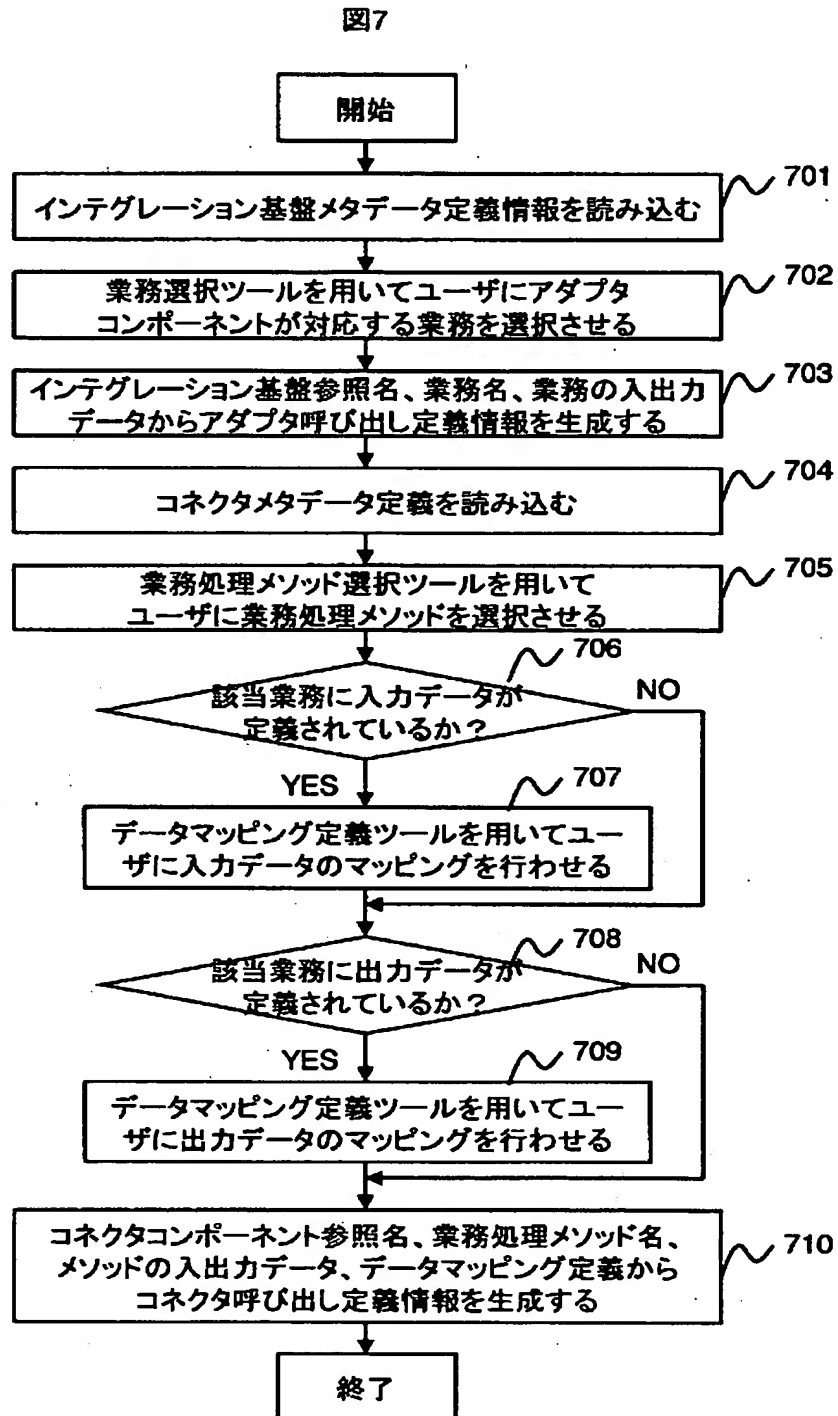 図7
開始
701
インテグレーション基盤メタデータ定義情報を読み込む
702
業務選択ツールを用いてユーザにアダプタ
コンポーネントが対応する業務を選択させる
703
インテグレーション基盤参照名、業務名、業務の入出力
データからアダプタ呼び出し定義情報を生成する
704
コネクタメタデータ定義を読み込む
705
業務処理メソッド選択ツールを用いて
ユーザに業務処理メソッドを選択させる
706
該当業務に入力データが
定義されているか？
NO
YES
707
データマッピング定義ツールを用いてユー
ザに入力データのマッピングを行わせる
708
該当業務に出力データが
定義されているか？
NO
YES
709
データマッピング定義ツールを用いてユー
ザに出力データのマッピングを行わせる
コネクタコンポーネント参照名、業務処理メソッド名、
メソッドの入出力データ、データマッピング定義から
コネクタ呼び出し定義情報を生成する
710
終了